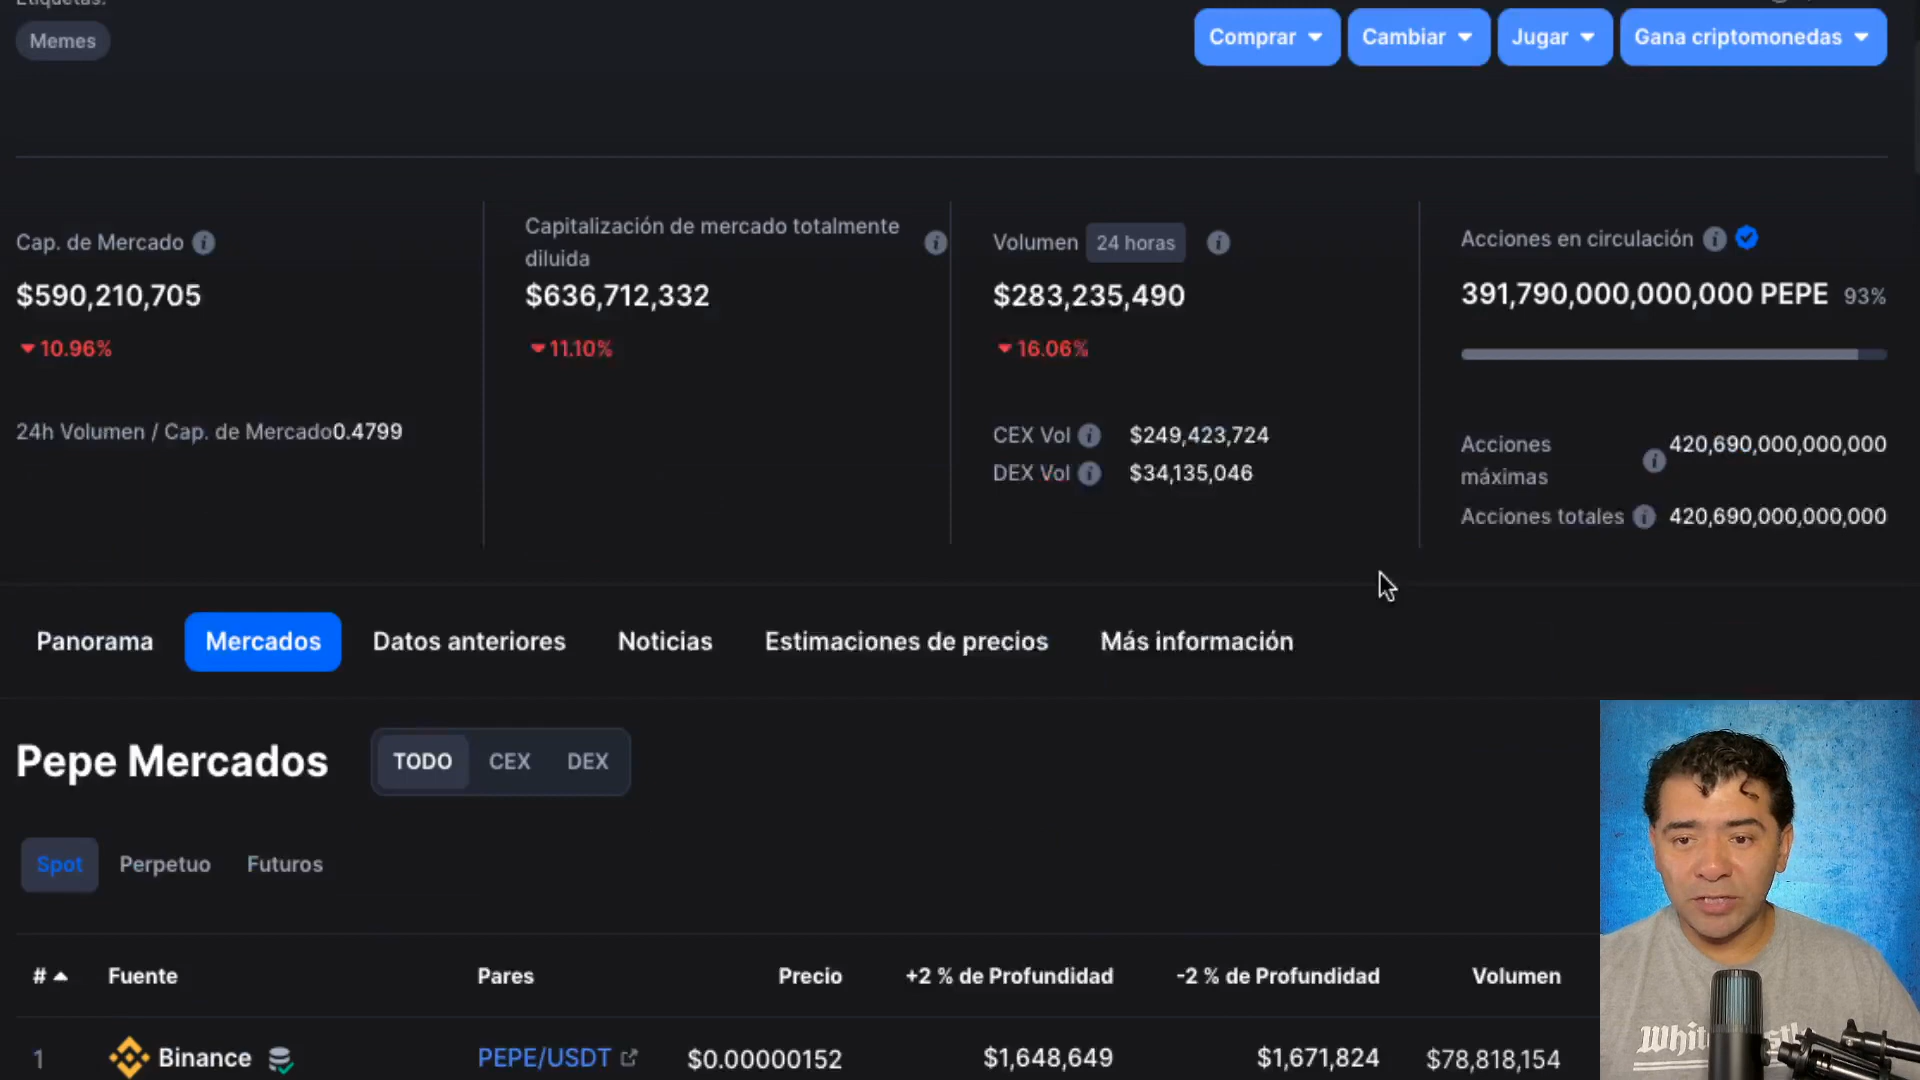 Etiquetas:
Memes
Comprar
Cambiar
Jugar
Gana criptomonedas
Cap. de Mercado
$590,210,705
10.96%
24h Volumen / Cap. de Mercado0.4799
Capitalización de mercado totalmente
diluida
$636,712,332
11.10%
Volumen 24 horas
$283,235,490
16.06%
CEX Vol $249,423,724
DEX Vol $34,135,046
Acciones en circulación
391,790,000,000,000 PEPE 93%
Acciones
máximas
420,690,000,000,000
Acciones totales 420,690,000,000,000
Panorama Mercados Datos anteriores Noticias Estimaciones de precios Más información
Pepe Mercados TODO CEX DEX
Spot Perpetuo Futuros
# Fuente Pares Precio +2 % de Profundidad -2 % de Profundidad Volumen
1 Binance PEPE/USDT $0.00000152 $1,648,649 $1,671,824 $78,818,154